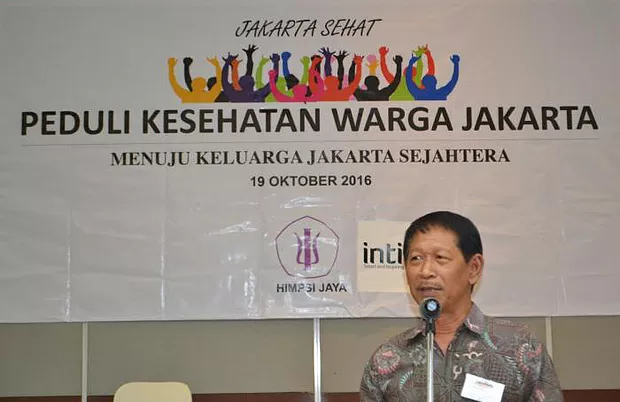 JAKARTA SEHAT
PEDULI KESEHATAN WARGA JAKARTA
MENUJU KELUARGA JAKARTA SEJAHTERA
19 OKTOBER 2016
HIMPSI JAYA
inti